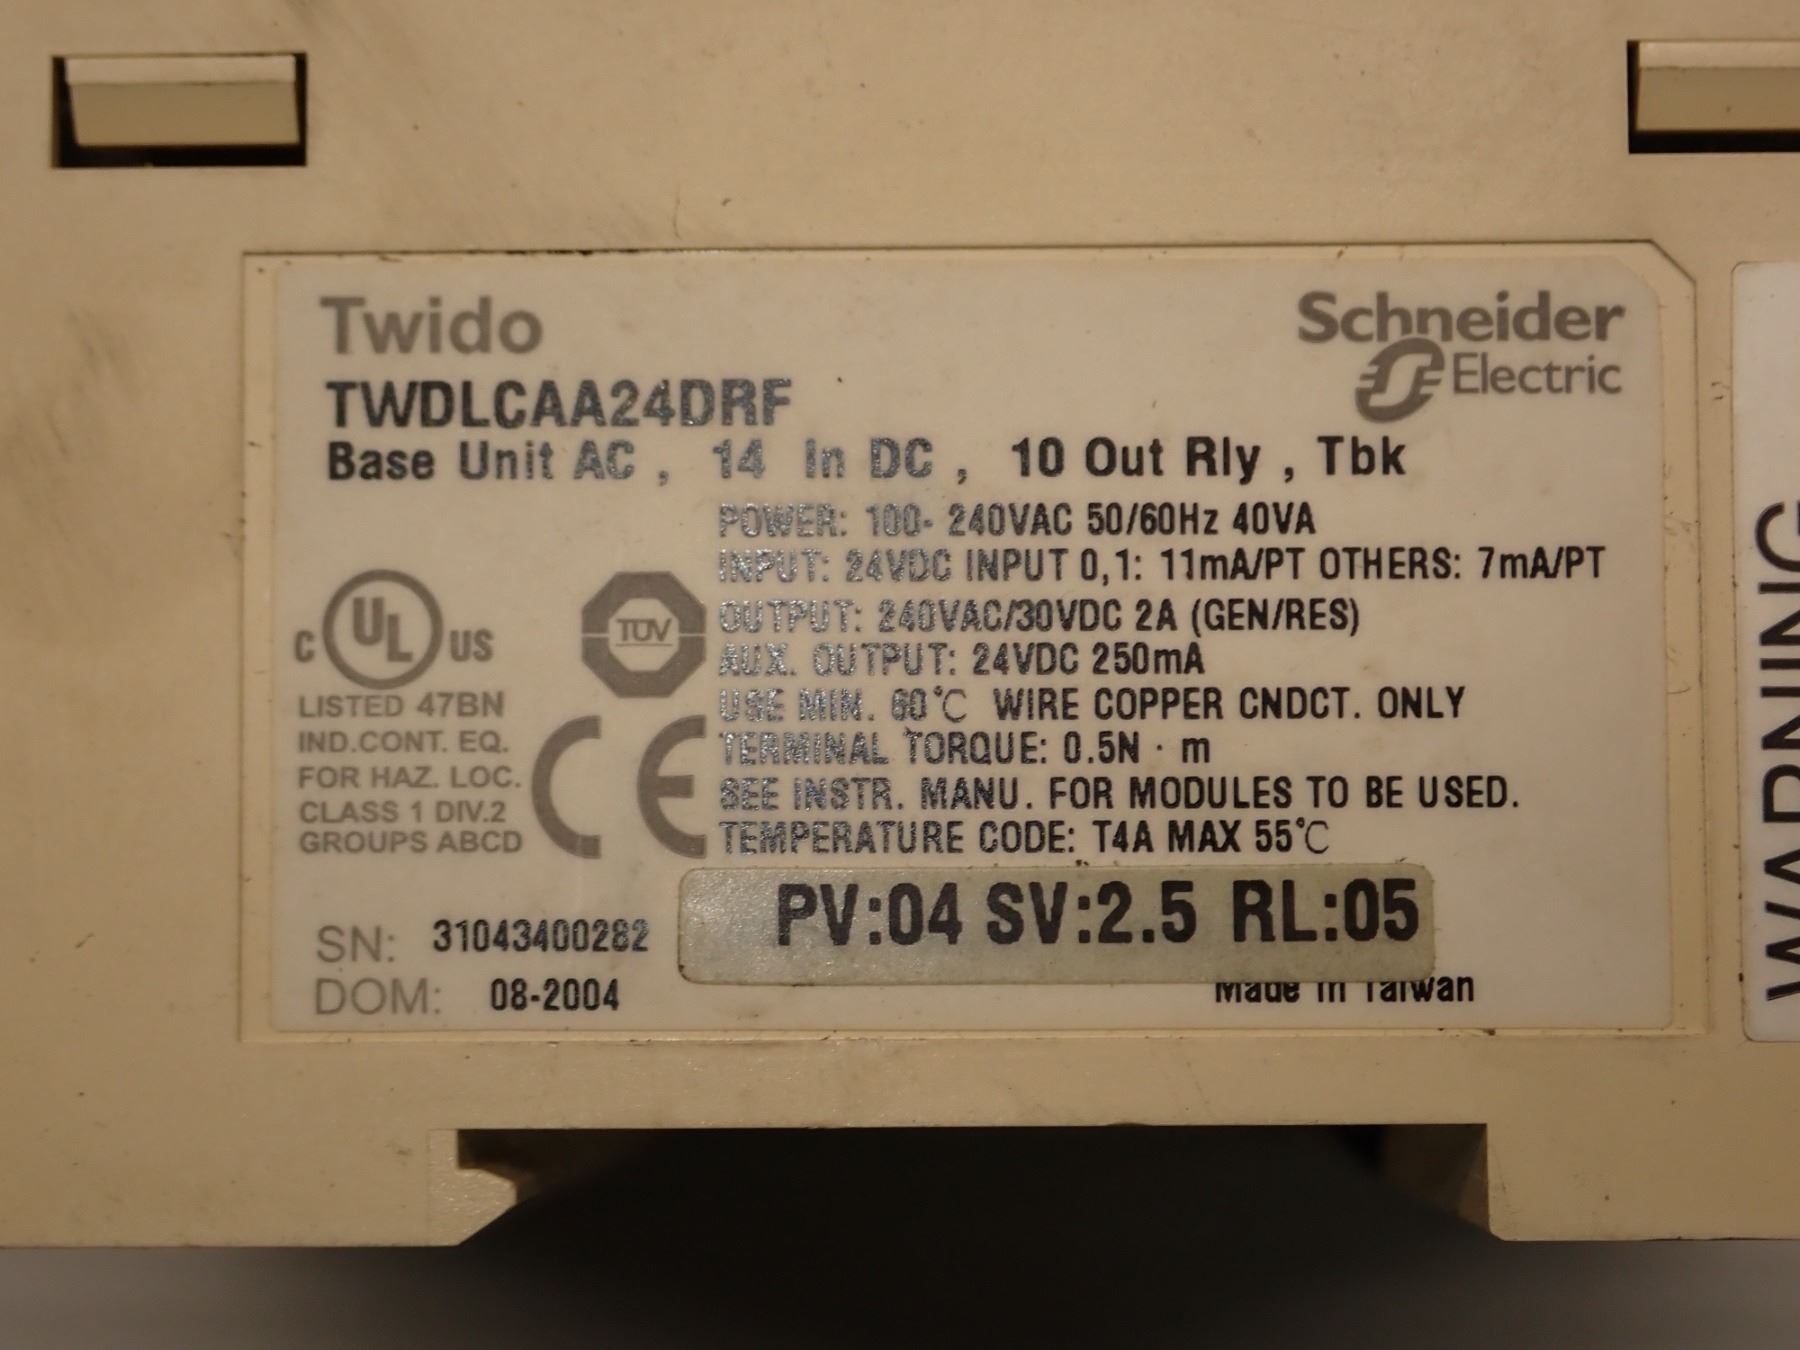 Twido
Schneider
Electric
TWDLCAA24DRF
Base Unit AC , 14 In DC , 10 Out Rly , Tbk
POWER: 100- 240VAC 50/60Hz 40VA
INPUT: 24VDC INPUT 0,1: 11mA/PT OTHERS: 7mA/PT
OUTPUT: 240VAC/30VDC 2A (GEN/RES)
AUX. OUTPUT: 24VDC 250mA
USE MIN. 60°C WIRE COPPER CNDCT. ONLY
TERMINAL TORQUE: 0.5N · m
SEE INSTR. MANU. FOR MODULES TO BE USED.
TEMPERATURE CODE: T4A MAX 55°C
C UL US
TUV
LISTED 47BN
IND.CONT. EQ.
FOR HAZ. LOC.
CLASS 1 DIV.2
GROUPS ABCD
CE
PV:04 SV:2.5 RL:05
SN: 31043400282
DOM: 08-2004
Made in Taiwan
WARNING